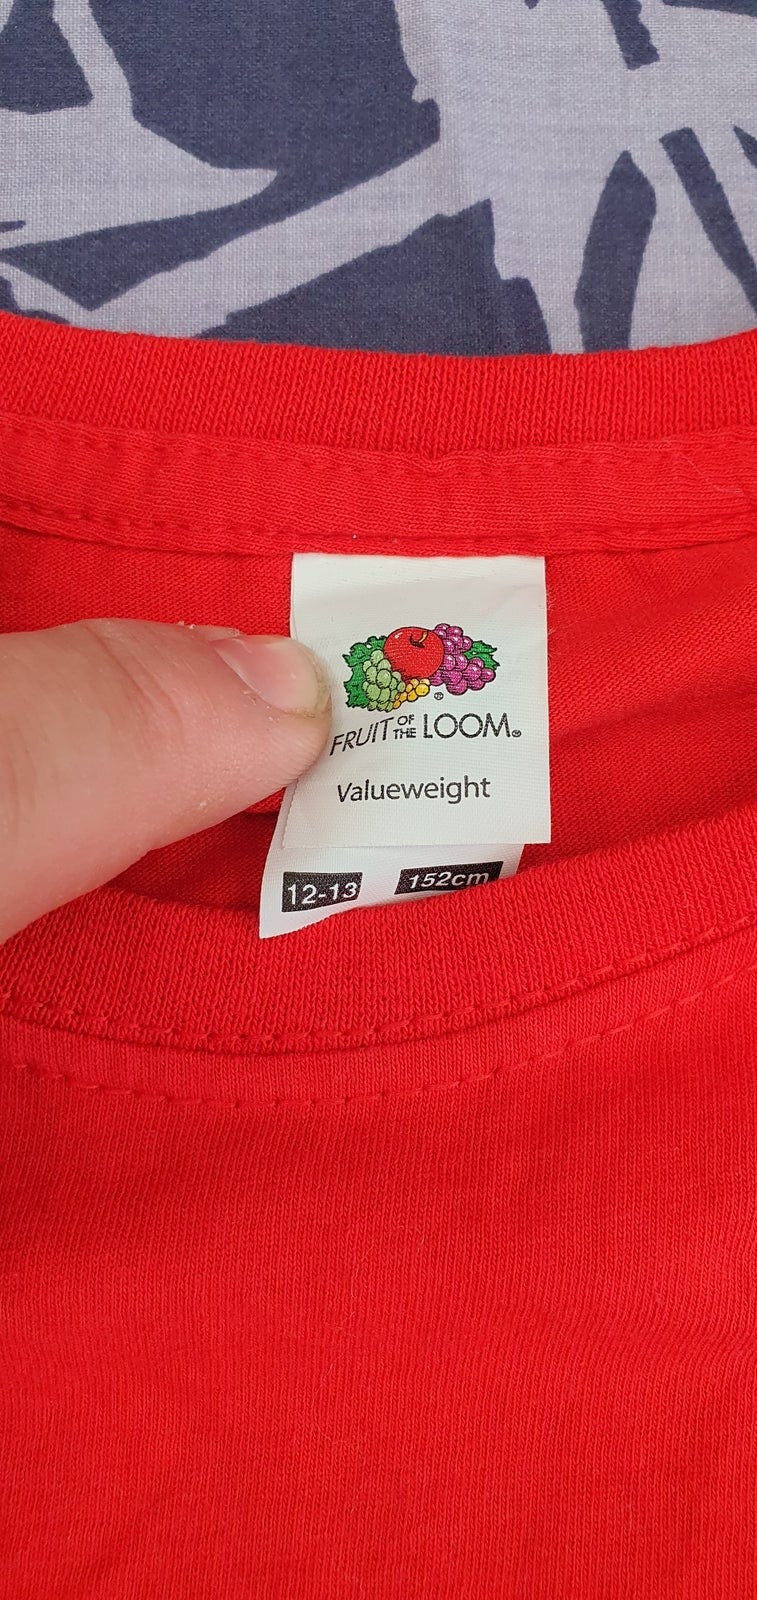 FRUIT OF THE LOOM®
Valueweight
12-13 152cm